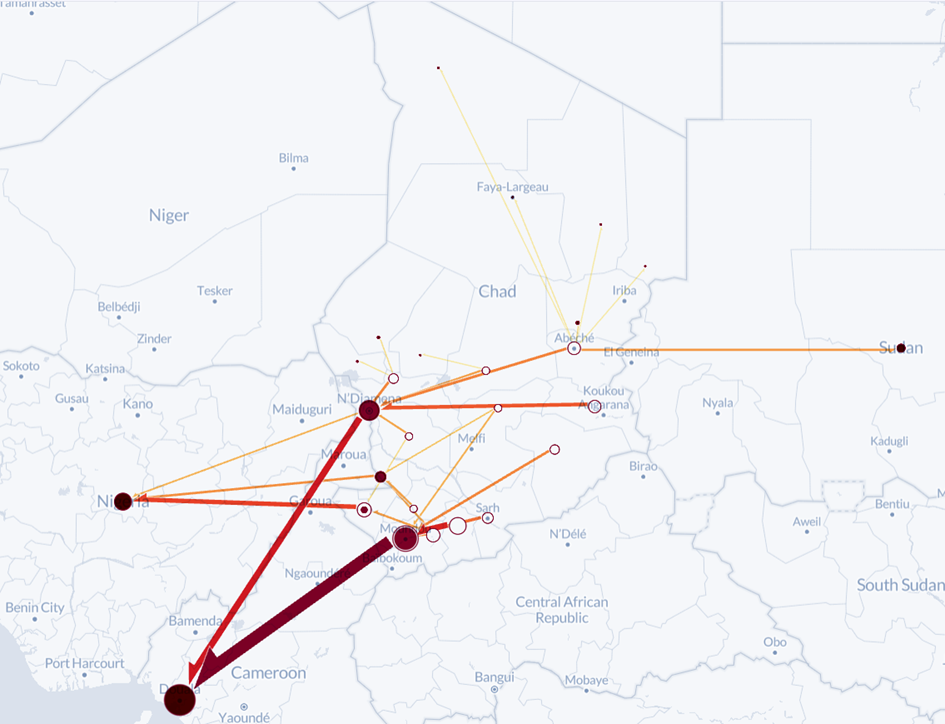 Bilma
Faya-Largeau
Niger
Chad
Iriba
Tesker
Belbédji
Zinder
Abéché
El Geneina
Sudan
Sokoto
Katsina
Gusau
Kano
Maiduguri
N'Djamena
Koukou
Angarana
Nyala
Melfi
Kadugli
Maroua
Birao
Garoua
Bentiu
Sarh
Aweil
N'Délé
Ngaoundé
South Sudan
Benin City
Central African
Republic
Bamenda
Obo
Port Harcourt
Cameroon
Bangui
Mobaye
Yaoundé